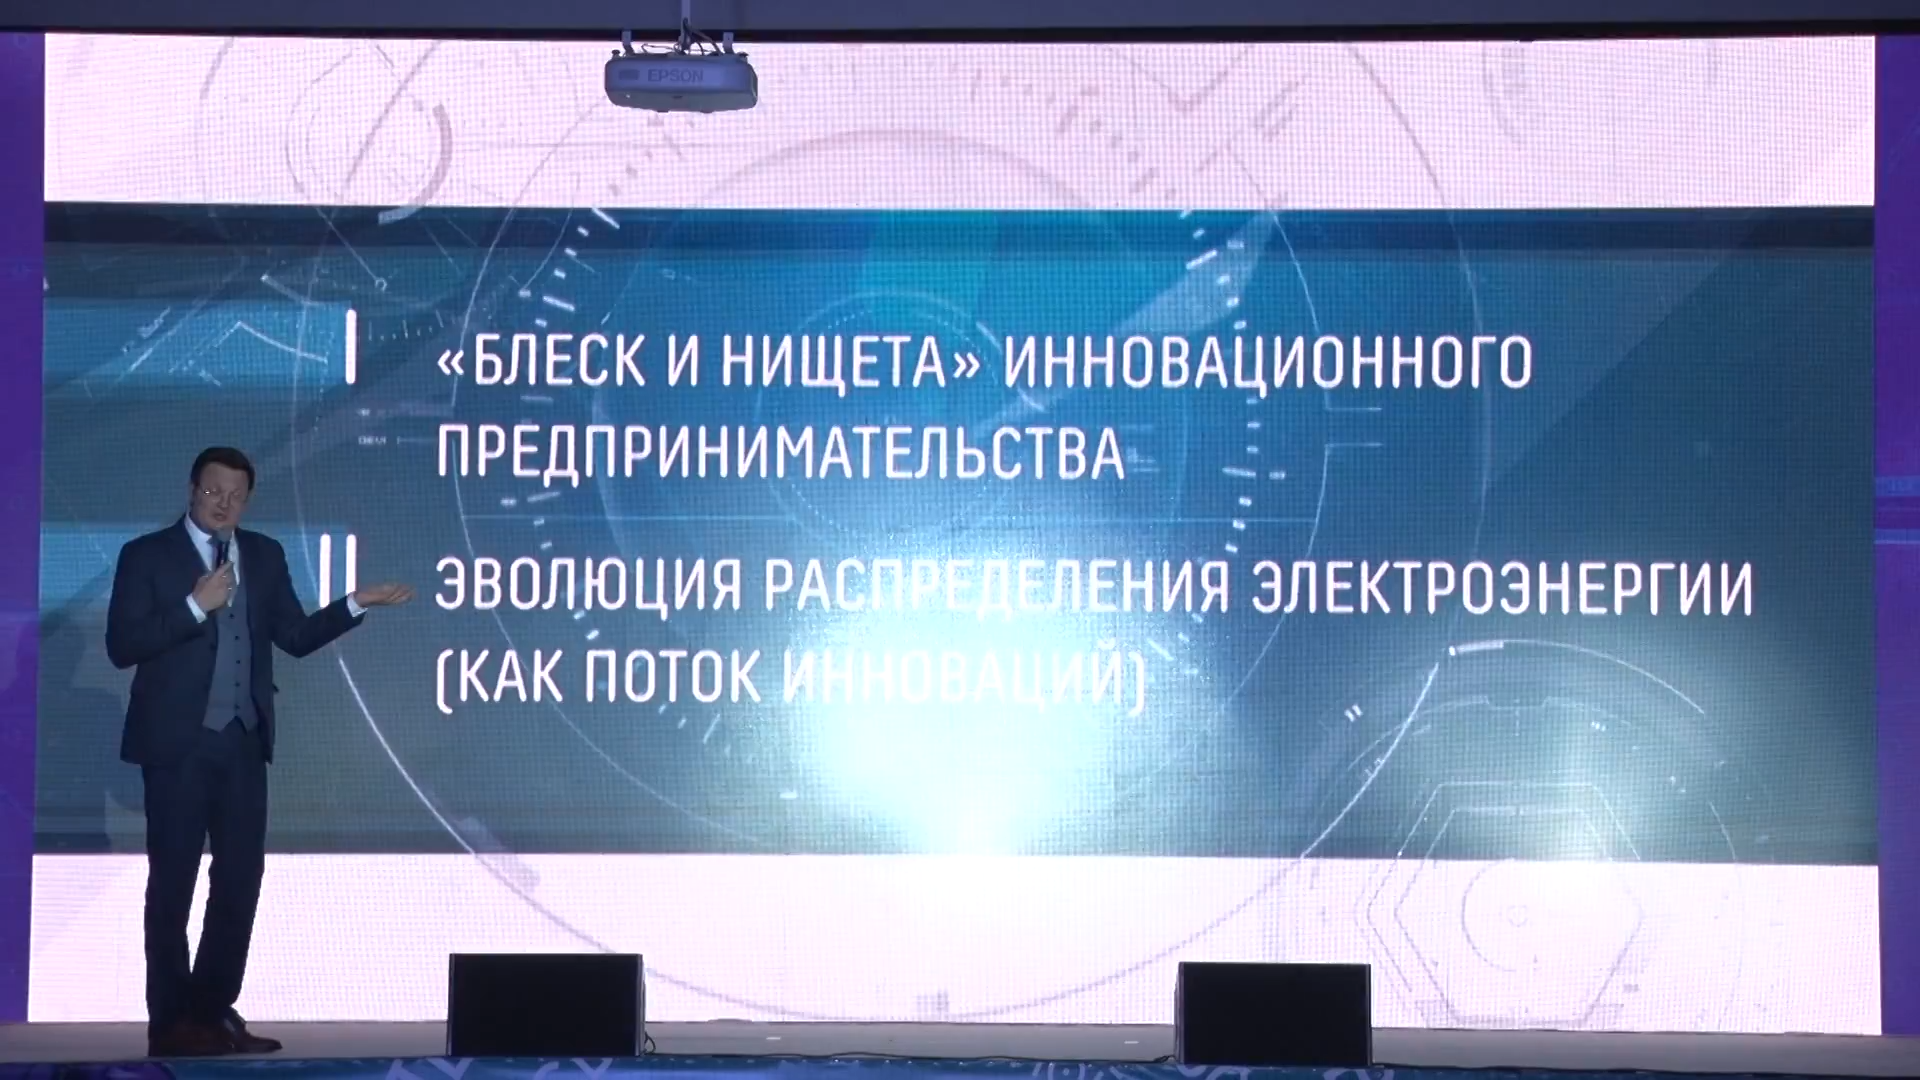 EPSON
I
«БЛЕСК И НИЩЕТА» ИННОВАЦИОННОГО
ПРЕДПРИНИМАТЕЛЬСТВА
II
ЭВОЛЮЦИЯ РАСПРЕДЕЛЕНИЯ ЭЛЕКТРОЭНЕРГИИ
(КАК ПОТОК ИННОВАЦИЙ)